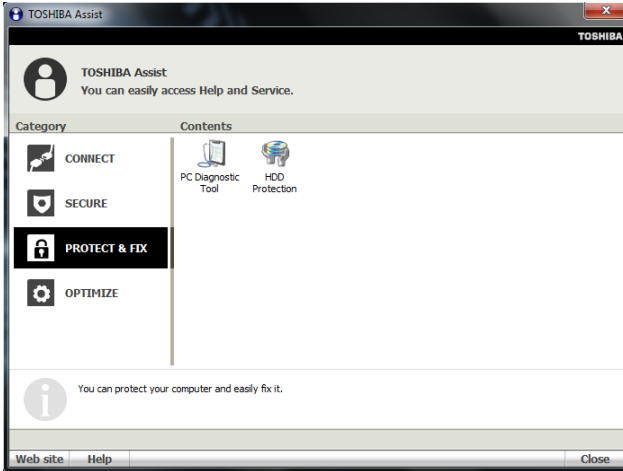 TOSHIBA Assist
TOSHIBA
TOSHIBA Assist
You can easily access Help and Service.
Category
Contents
CONNECT
SECURE
PROTECT & FIX
OPTIMIZE
PC Diagnostic
Tool
HDD
Protection
You can protect your computer and easily fix it.
Web site
Help
Close